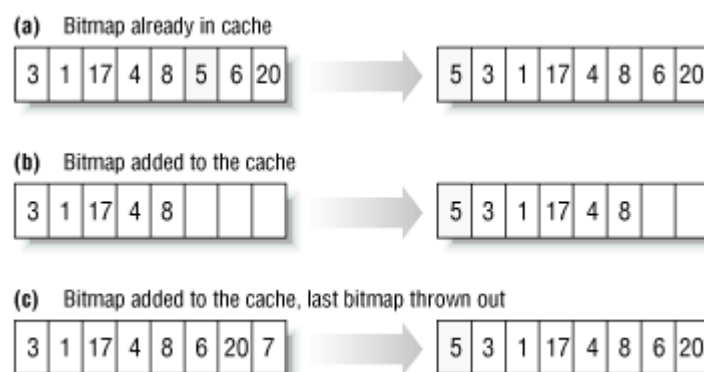 (a) Bitmap already in cache
3 1 17 4 8 5 6 20 5 3 1 17 4 8 6 20
(b) Bitmap added to the cache
3 1 17 4 8 5 3 1 17 4 8
(c) Bitmap added to the cache, last bitmap thrown out
3 1 17 4 8 6 20 7 5 3 1 17 4 8 6 20